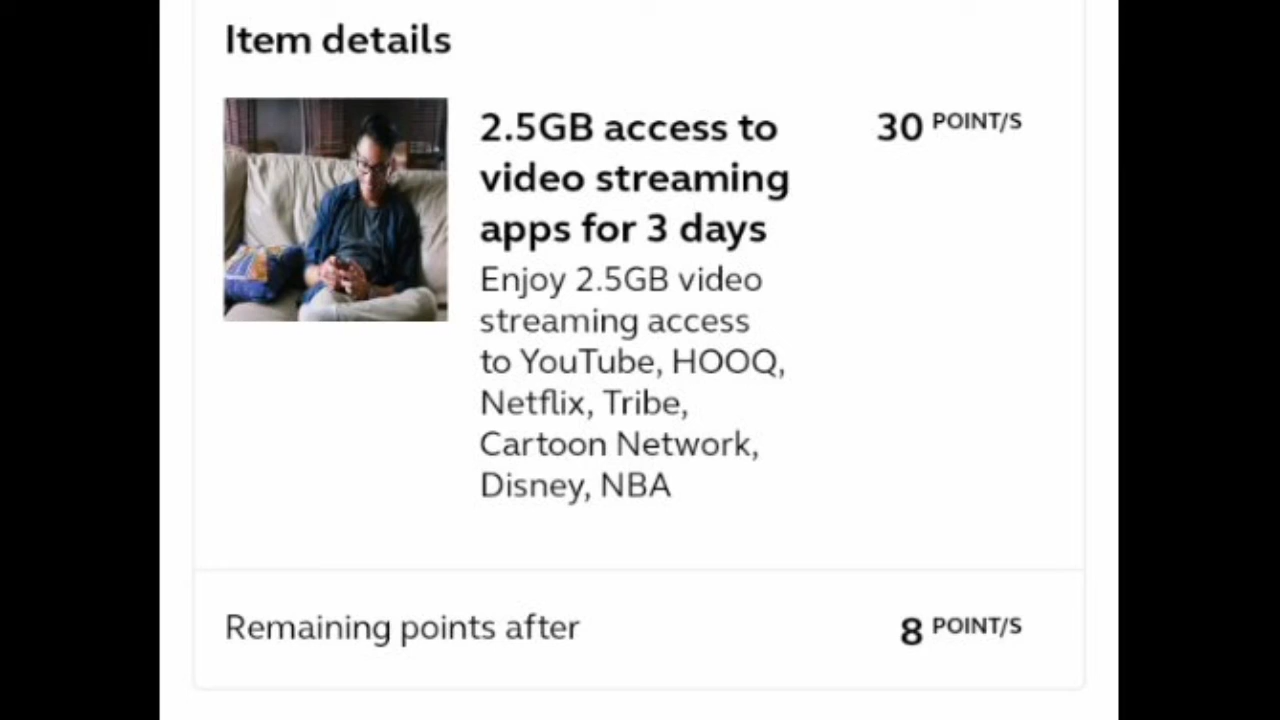 Item details
2.5GB access to
video streaming
apps for 3 days
30 POINT/S
Enjoy 2.5GB video
streaming access
to YouTube, HOOQ,
Netflix, Tribe,
Cartoon Network,
Disney, NBA
Remaining points after
8 POINT/S